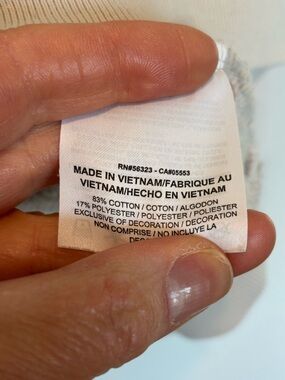 RN#56323 - CA#05553
MADE IN VIETNAM/FABRIQUE AU
VIETNAM/HECHO EN VIETNAM
83% COTTON / COTON / ALGODON
17% POLYESTER / POLYESTER / POLIESTER
EXCLUSIVE OF DECORATION / DECORATION
NON COMPRISE / NO INCLUYE LA